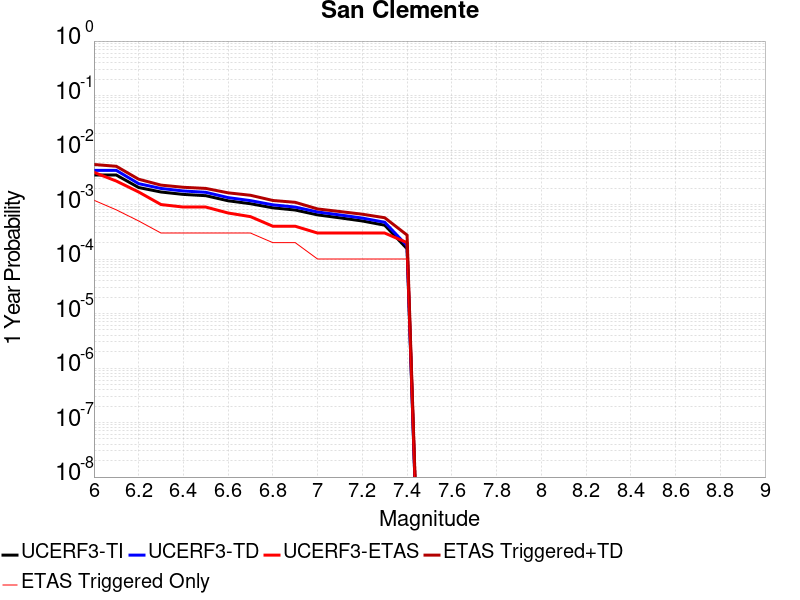 San Clemente
1 Year Probability
10^0
10^-1
10^-2
10^-3
10^-4
10^-5
10^-6
10^-7
10^-8
6 6.2 6.4 6.6 6.8 7 7.2 7.4 7.6 7.8 8 8.2 8.4 8.6 8.8 9
Magnitude
UCERF3-TI UCERF3-TD UCERF3-ETAS ETAS Triggered+TD
ETAS Triggered Only